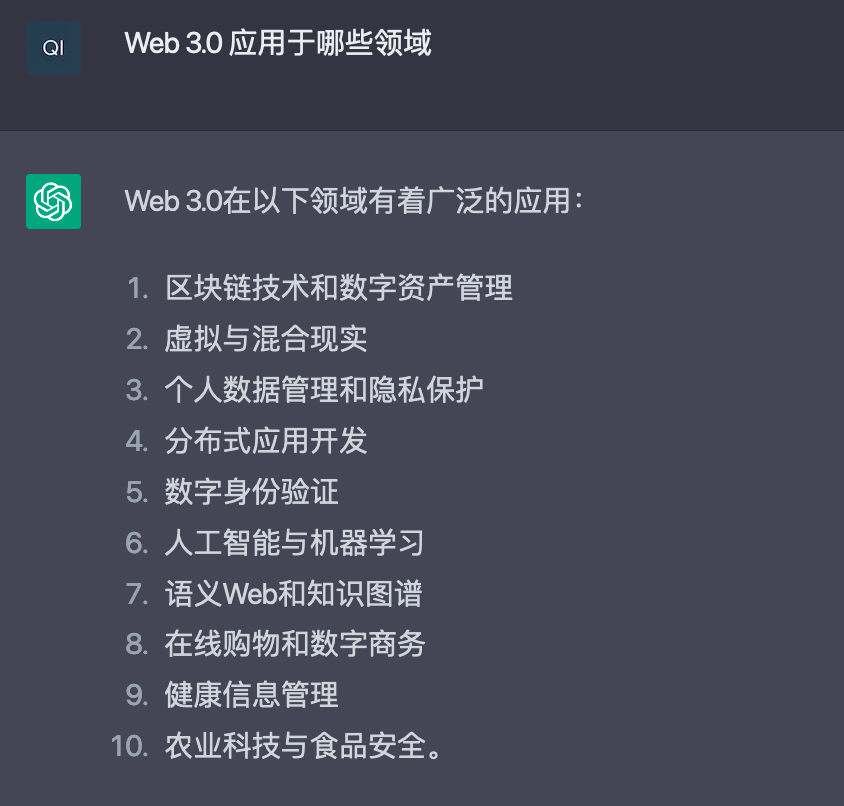 QI
Web 3.0 应用于哪些领域
Web 3.0在以下领域有着广泛的应用：
1. 区块链技术和数字资产管理
2. 虚拟与混合现实
3. 个人数据管理和隐私保护
4. 分布式应用开发
5. 数字身份验证
6. 人工智能与机器学习
7. 语义Web和知识图谱
8. 在线购物和数字商务
9. 健康信息管理
10. 农业科技与食品安全。